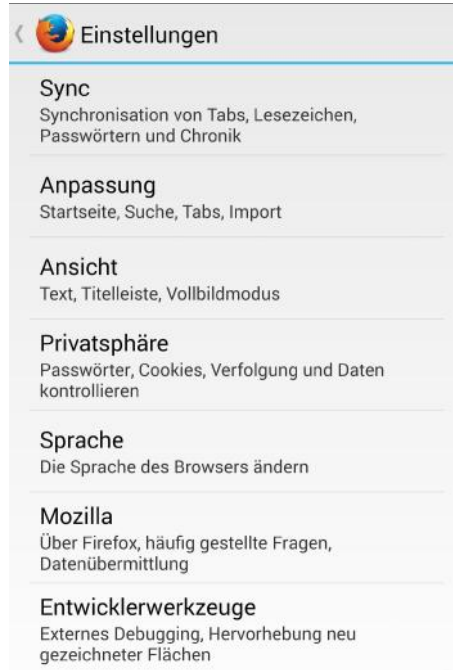 Einstellungen
Sync
Synchronisation von Tabs, Lesezeichen,
Passwörtern und Chronik
Anpassung
Startseite, Suche, Tabs, Import
Ansicht
Text, Titelleiste, Vollbildmodus
Privatsphäre
Passwörter, Cookies, Verfolgung und Daten
kontrollieren
Sprache
Die Sprache des Browsers ändern
Mozilla
Über Firefox, häufig gestellte Fragen,
Datenübermittlung
Entwicklerwerkzeuge
Externes Debugging, Hervorhebung neu
gezeichneter Flächen